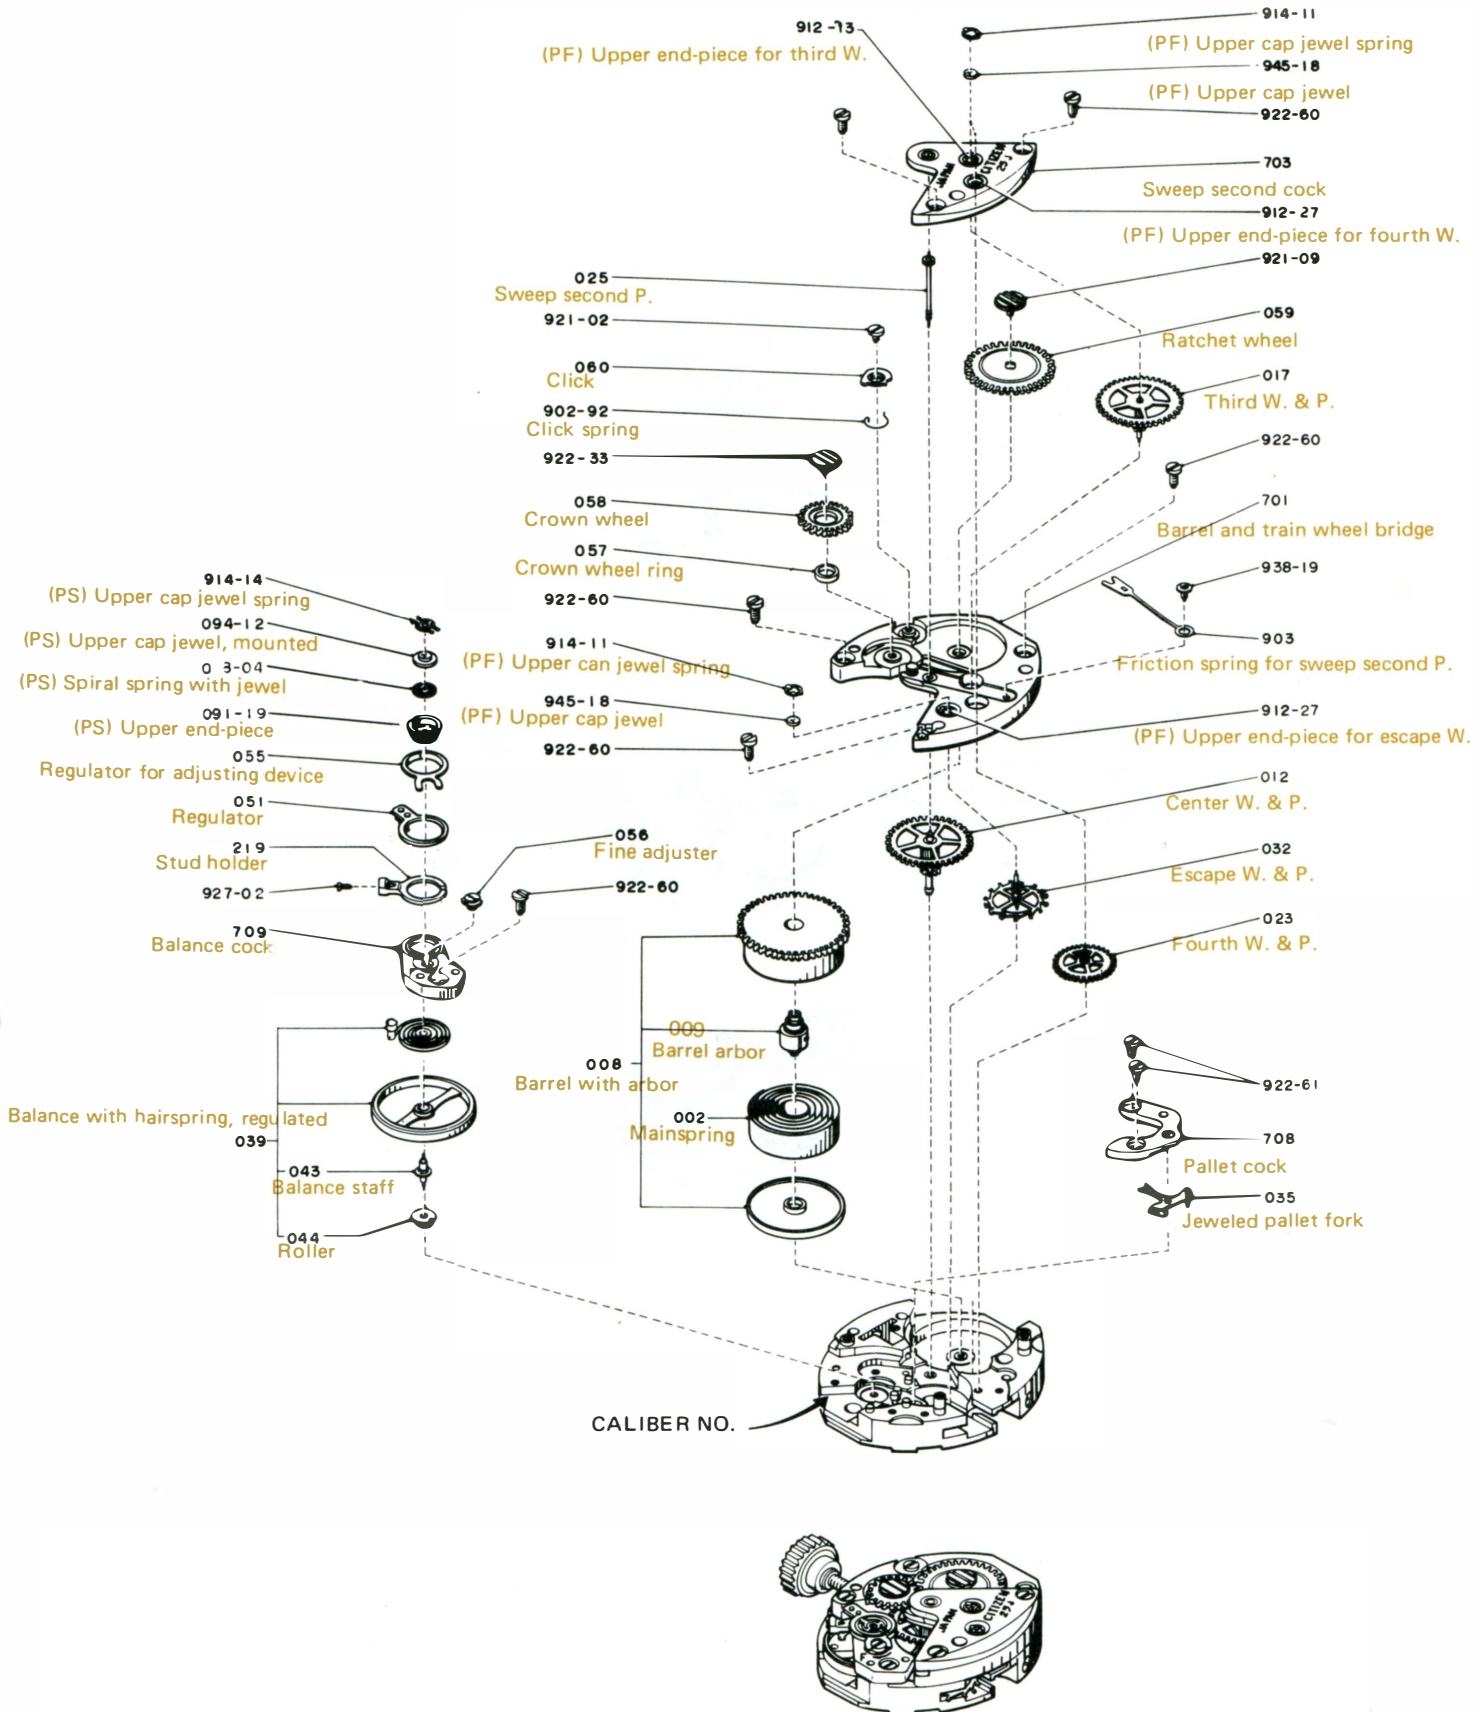 912-73
(PF) Upper end-piece for third W.
914-11
(PF) Upper cap jewel spring
945-18
(PF) Upper cap jewel
922-60
JAPAN
CITIZEN
25 J
703
Sweep second cock
912-27
(PF) Upper end-piece for fourth W.
921-09
025
Sweep second P.
921-02
059
Ratchet wheel
060
Click
017
Third W. & P.
902-92
Click spring
922-60
922-33
058
Crown wheel
701
Barrel and train wheel bridge
057
Crown wheel ring
938-19
922-60
903
Friction spring for sweep second P.
914-11
(PF) Upper can jewel spring
945-18
(PF) Upper cap jewel
912-27
(PF) Upper end-piece for escape W.
922-60
914-14
(PS) Upper cap jewel spring
094-12
(PS) Upper cap jewel, mounted
0 3-04
(PS) Spiral spring with jewel
091-19
(PS) Upper end-piece
055
Regulator for adjusting device
051
Regulator
219
Stud holder
927-02
056
Fine adjuster
922-60
709
Balance cock
012
Center W. & P.
032
Escape W. & P.
023
Fourth W. & P.
009
Barrel arbor
008
Barrel with arbor
002
Mainspring
922-61
708
Pallet cock
035
Jeweled pallet fork
Balance with hairspring, regulated
039
043
Balance staff
044
Roller
CALIBER NO.
JAPAN
CITIZEN
25 J